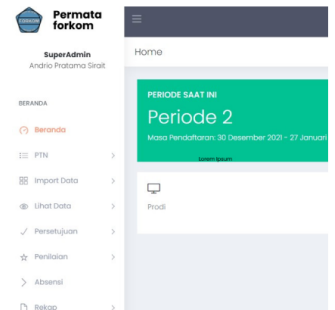 Permata
forkom
SuperAdmin
Andrio Pratama Sirait
BERANDA
Beranda
PTN
Import Data
Lihat Data
Persetujuan
Penilaian
Absensi
Rekap
Home
PERIODE SAAT INI
Periode 2
Masa Pendaftaran: 30 Desember 2021 - 27 Januari
Lorem Ipsum
Prodi